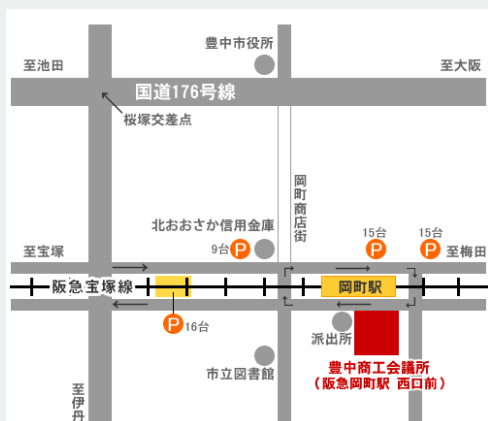 豊中市役所
至池田
至大阪
国道176号線
桜塚交差点
岡町商店街
北おおさか信用金庫
9台 P
15台
P
15台
P
至宝塚
至梅田
阪急宝塚線
岡町駅
P 16台
派出所
市立図書館
至伊丹
豊中商工会議所
（阪急岡町駅 西口前）